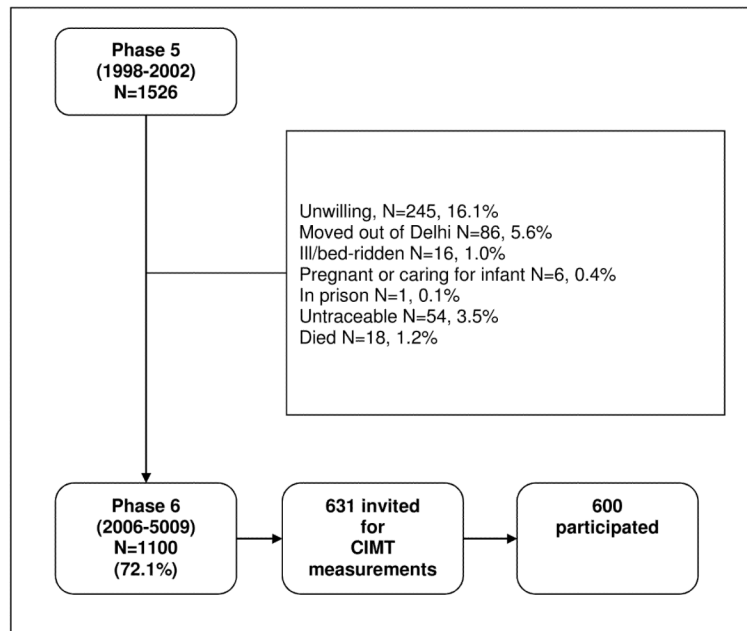 Phase 5
(1998-2002)
N=1526
Unwilling, N=245, 16.1%
Moved out of Delhi N=86, 5.6%
Ill/bed-ridden N=16, 1.0%
Pregnant or caring for infant N=6, 0.4%
In prison N=1, 0.1%
Untraceable N=54, 3.5%
Died N=18, 1.2%
Phase 6
(2006-5009)
N=1100
(72.1%)
631 invited
for
CIMT
measurements
600
participated